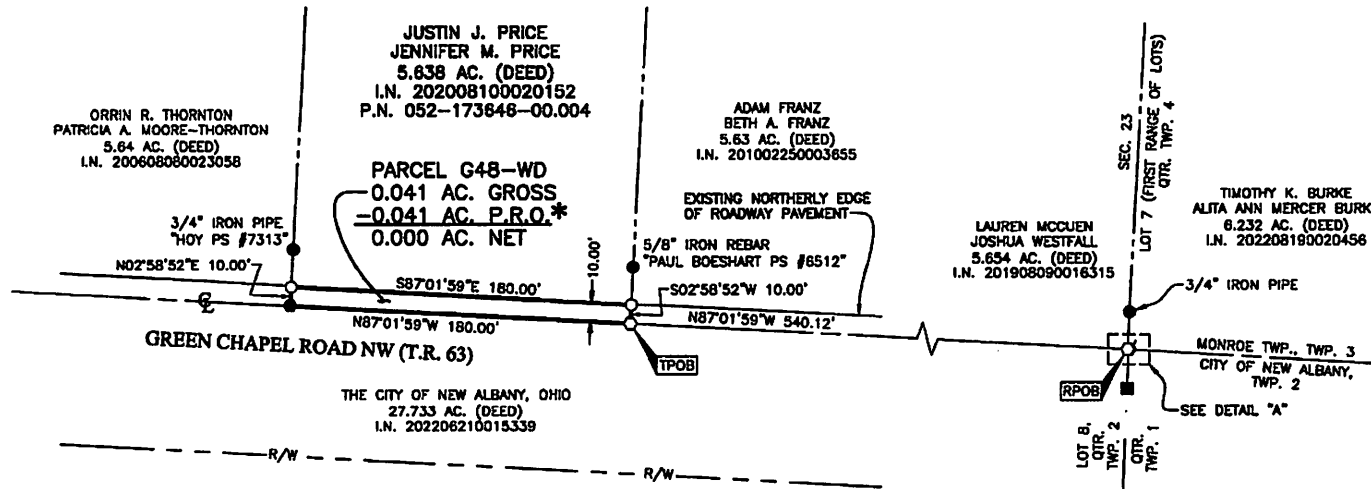 JUSTIN J. PRICE
JENNIFER M. PRICE
5.638 AC. (DEED)
I.N. 202008100020152
P.N. 052-173646-00.004
ORRIN R. THORNTON
PATRICIA A. MOORE-THORNTON
5.64 AC. (DEED)
I.N. 200608080023058
ADAM FRANZ
BETH A. FRANZ
5.63 AC. (DEED)
I.N. 201002250003655
PARCEL G48-WD
0.041 AC. GROSS
-0.041 AC. P.R.O.*
0.000 AC. NET
EXISTING NORTHERLY EDGE
OF ROADWAY PAVEMENT
SEC. 23
LOT 7 (FIRST RANGE OF LOTS)
QTR. TWP. 4
TIMOTHY K. BURKE
ALITA ANN MERCER BURK
6.232 AC. (DEED)
I.N. 202208190020456
LAUREN MCCUEN
JOSHUA WESTFALL
5.654 AC. (DEED)
I.N. 201908090016315
3/4" IRON PIPE
"HOY PS #7313"
5/8" IRON REBAR
"PAUL BOESHART PS #6512"
3/4" IRON PIPE
N02°58'52"E 10.00'
S87°01'59"E 180.00'
10.00'
S02°58'52"W 10.00'
℄
N87°01'59"W 180.00'
N87°01'59"W 540.12'
GREEN CHAPEL ROAD NW (T.R. 63)
TPOB
MONROE TWP., TWP. 3
CITY OF NEW ALBANY,
TWP. 2
RPOB
SEE DETAIL "A"
THE CITY OF NEW ALBANY, OHIO
27.733 AC. (DEED)
I.N. 202206210015339
LOT 8,
QTR.
TWP. 2
QTR.
TWP. 1
R/W
R/W